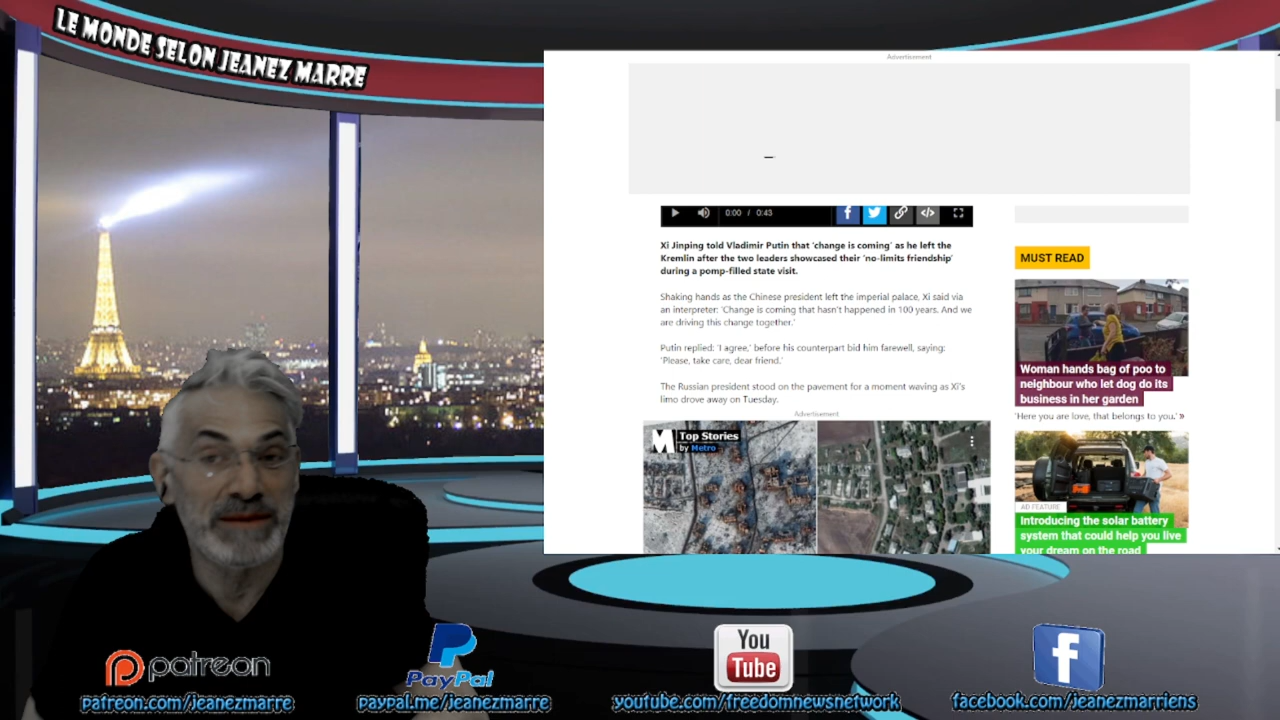 LE MONDE SELON JEANEZ MARRE
Advertisement
0:00 / 0:43
Xi Jinping told Vladimir Putin that 'change is coming' as he left the
Kremlin after the two leaders showcased their 'no-limits friendship'
during a pomp-filled state visit.
Shaking hands as the Chinese president left the imperial palace, Xi said via
an interpreter: 'Change is coming that hasn't happened in 100 years. And we
are driving this change together.'
Putin replied: 'I agree,' before his counterpart bid him farewell, saying:
'Please, take care, dear friend.'
The Russian president stood on the pavement for a moment waving as Xi's
limo drove away on Tuesday.
Advertisement
M Top Stories
by Metro
MUST READ
Woman hands bag of poo to
neighbour who let dog do its
business in her garden
'Here you are love, that belongs to you.' »
AD FEATURE
Introducing the solar battery
system that could help you live
your dream on the road
patreon
patreon.com/jeanezmarre
PayPal
paypal.me/jeanezmarre
You
Tube
youtube.com/freedomnewsnetwork
facebook.com/jeanezmarriens